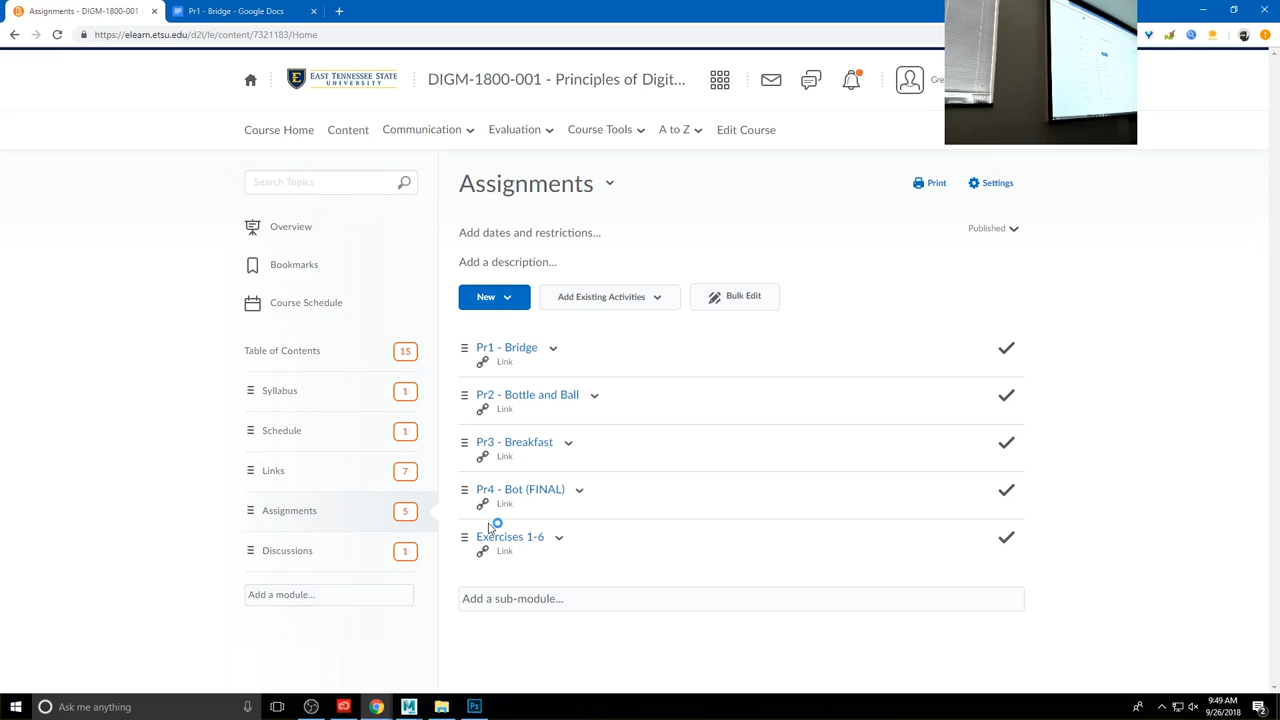 Assignments - DIGM-1800-001
Pr1 - Bridge - Google Docs
https://elearn.etsu.edu/d2l/le/content/7321183/Home
EAST TENNESSEE STATE
UNIVERSITY
DIGM-1800-001 - Principles of Digit...
Gre
Course Home
Content
Communication
Evaluation
Course Tools
A to Z
Edit Course
Search Topics
Overview
Bookmarks
Course Schedule
Table of Contents
15
Syllabus
1
Schedule
1
Links
7
Assignments
5
Discussions
1
Add a module...
Assignments
Print
Settings
Add dates and restrictions...
Published
Add a description...
New
Add Existing Activities
Bulk Edit
Pr1 - Bridge
Link
Pr2 - Bottle and Ball
Link
Pr3 - Breakfast
Link
Pr4 - Bot (FINAL)
Link
Exercises 1-6
Link
Add a sub-module...
Ask me anything
Ps
9:49 AM
9/26/2018
2